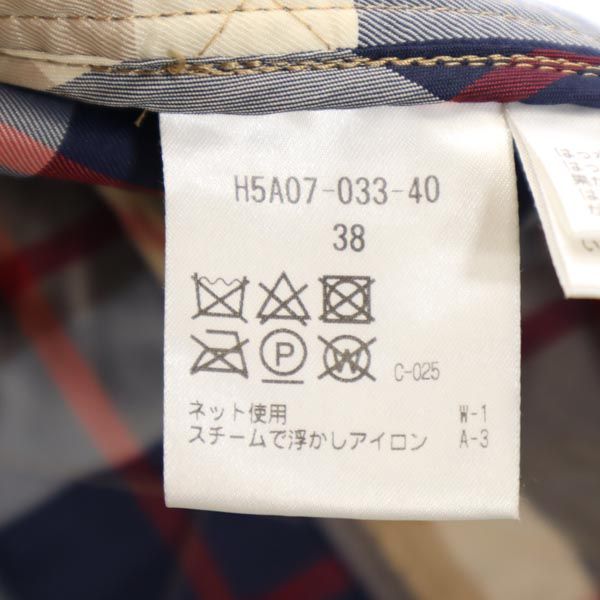 H5A07-033-40
38
P W C-025
ネット使用 W-1
スチームで浮かしアイロン A-3